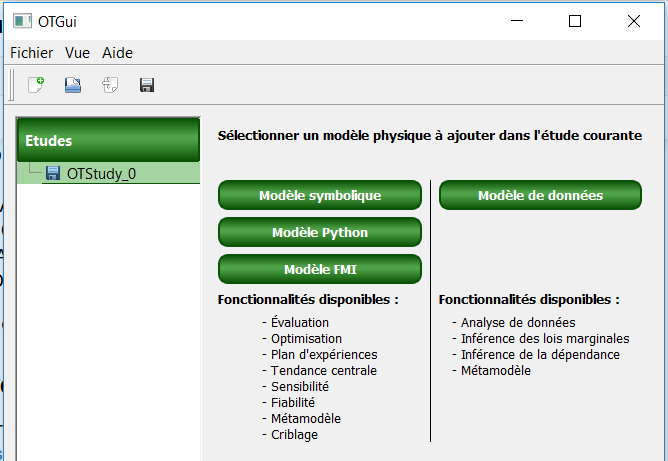 OTGui
Fichier Vue Aide
Etudes
OTStudy_0
Sélectionner un modèle physique à ajouter dans l'étude courante
Modèle symbolique
Modèle Python
Modèle FMI
Fonctionnalités disponibles :
- Évaluation
- Optimisation
- Plan d'expériences
- Tendance centrale
- Sensibilité
- Fiabilité
- Métamodèle
- Criblage
Modèle de données
Fonctionnalités disponibles :
- Analyse de données
- Inférence des lois marginales
- Inférence de la dépendance
- Métamodèle